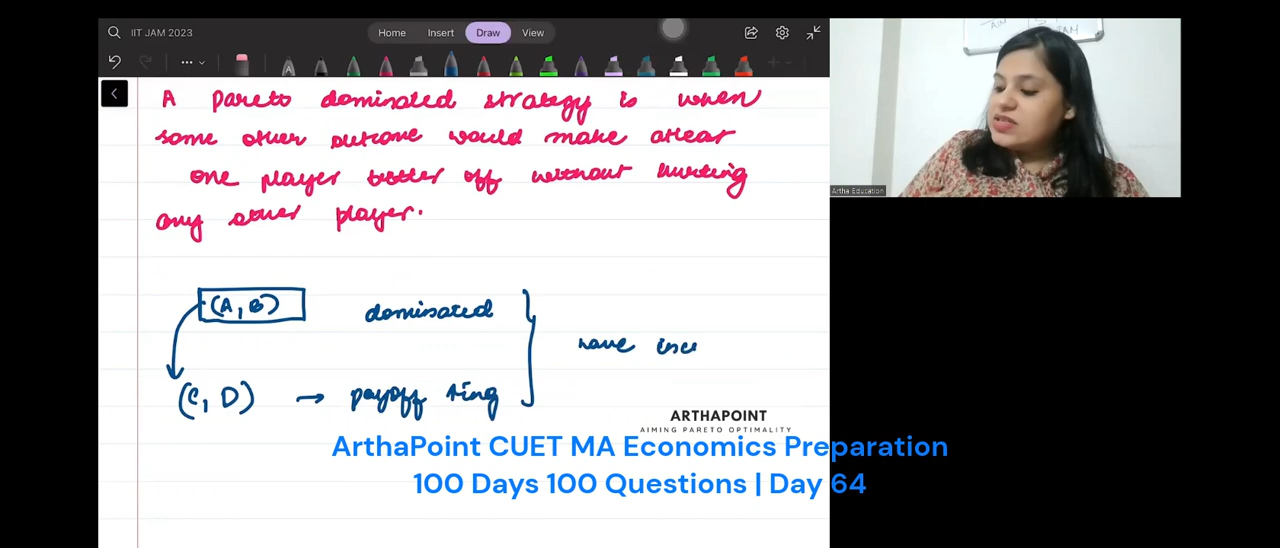 IIT JAM 2023
Home Insert Draw View
A pareto dominated strategy is when
some other outcome would make atleast
one player better off without hurting
any other player.
Artha Education
(A, B) dominated
have ince
(C, D) → payoff
ARTHAPOINT
AIMING PARETO OPTIMALITY
ArthaPoint CUET MA Economics Preparation
100 Days 100 Questions | Day 64